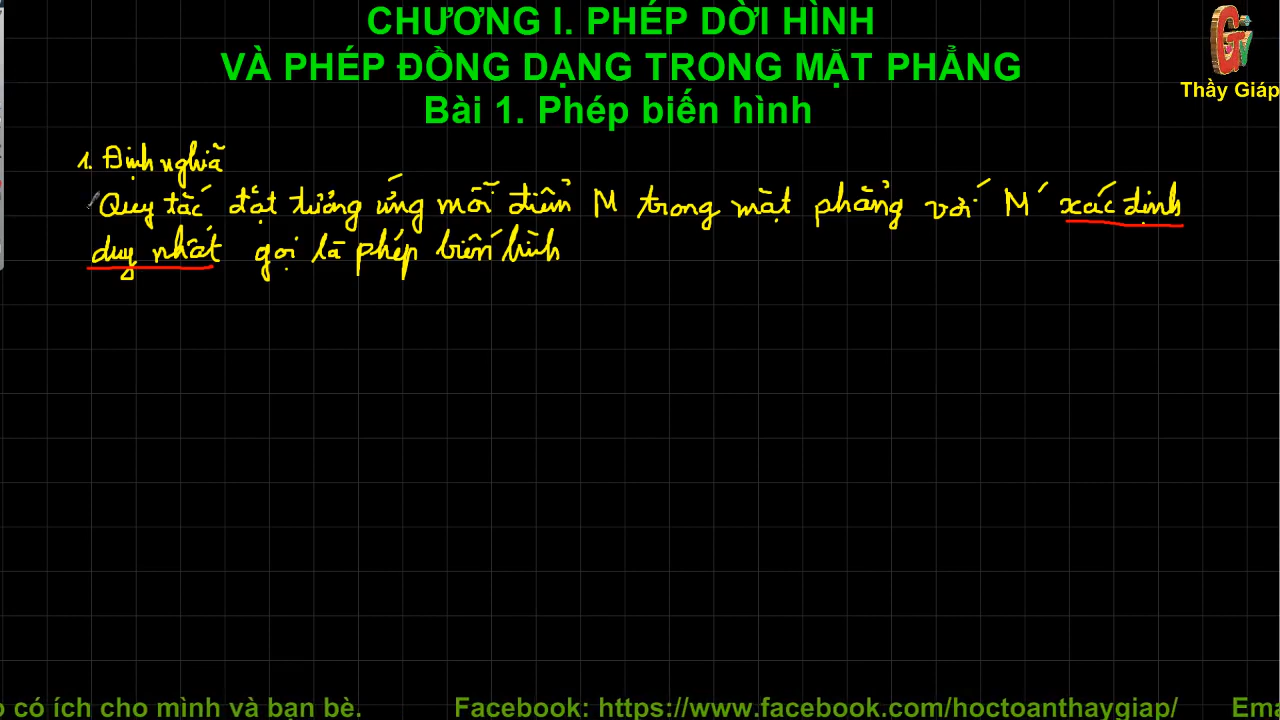 CHƯƠNG I. PHÉP DỜI HÌNH
VÀ PHÉP ĐỒNG DẠNG TRONG MẶT PHẲNG
Bài 1. Phép biến hình
Thầy Giáp
1. Định nghĩa
Quy tắc đặt tương ứng mỗi điểm M trong mặt phẳng với M' xác định
duy nhất gọi là phép biến hình
có ích cho mình và bạn bè. Facebook: https://www.facebook.com/hoctoanthaygiap/ Ema